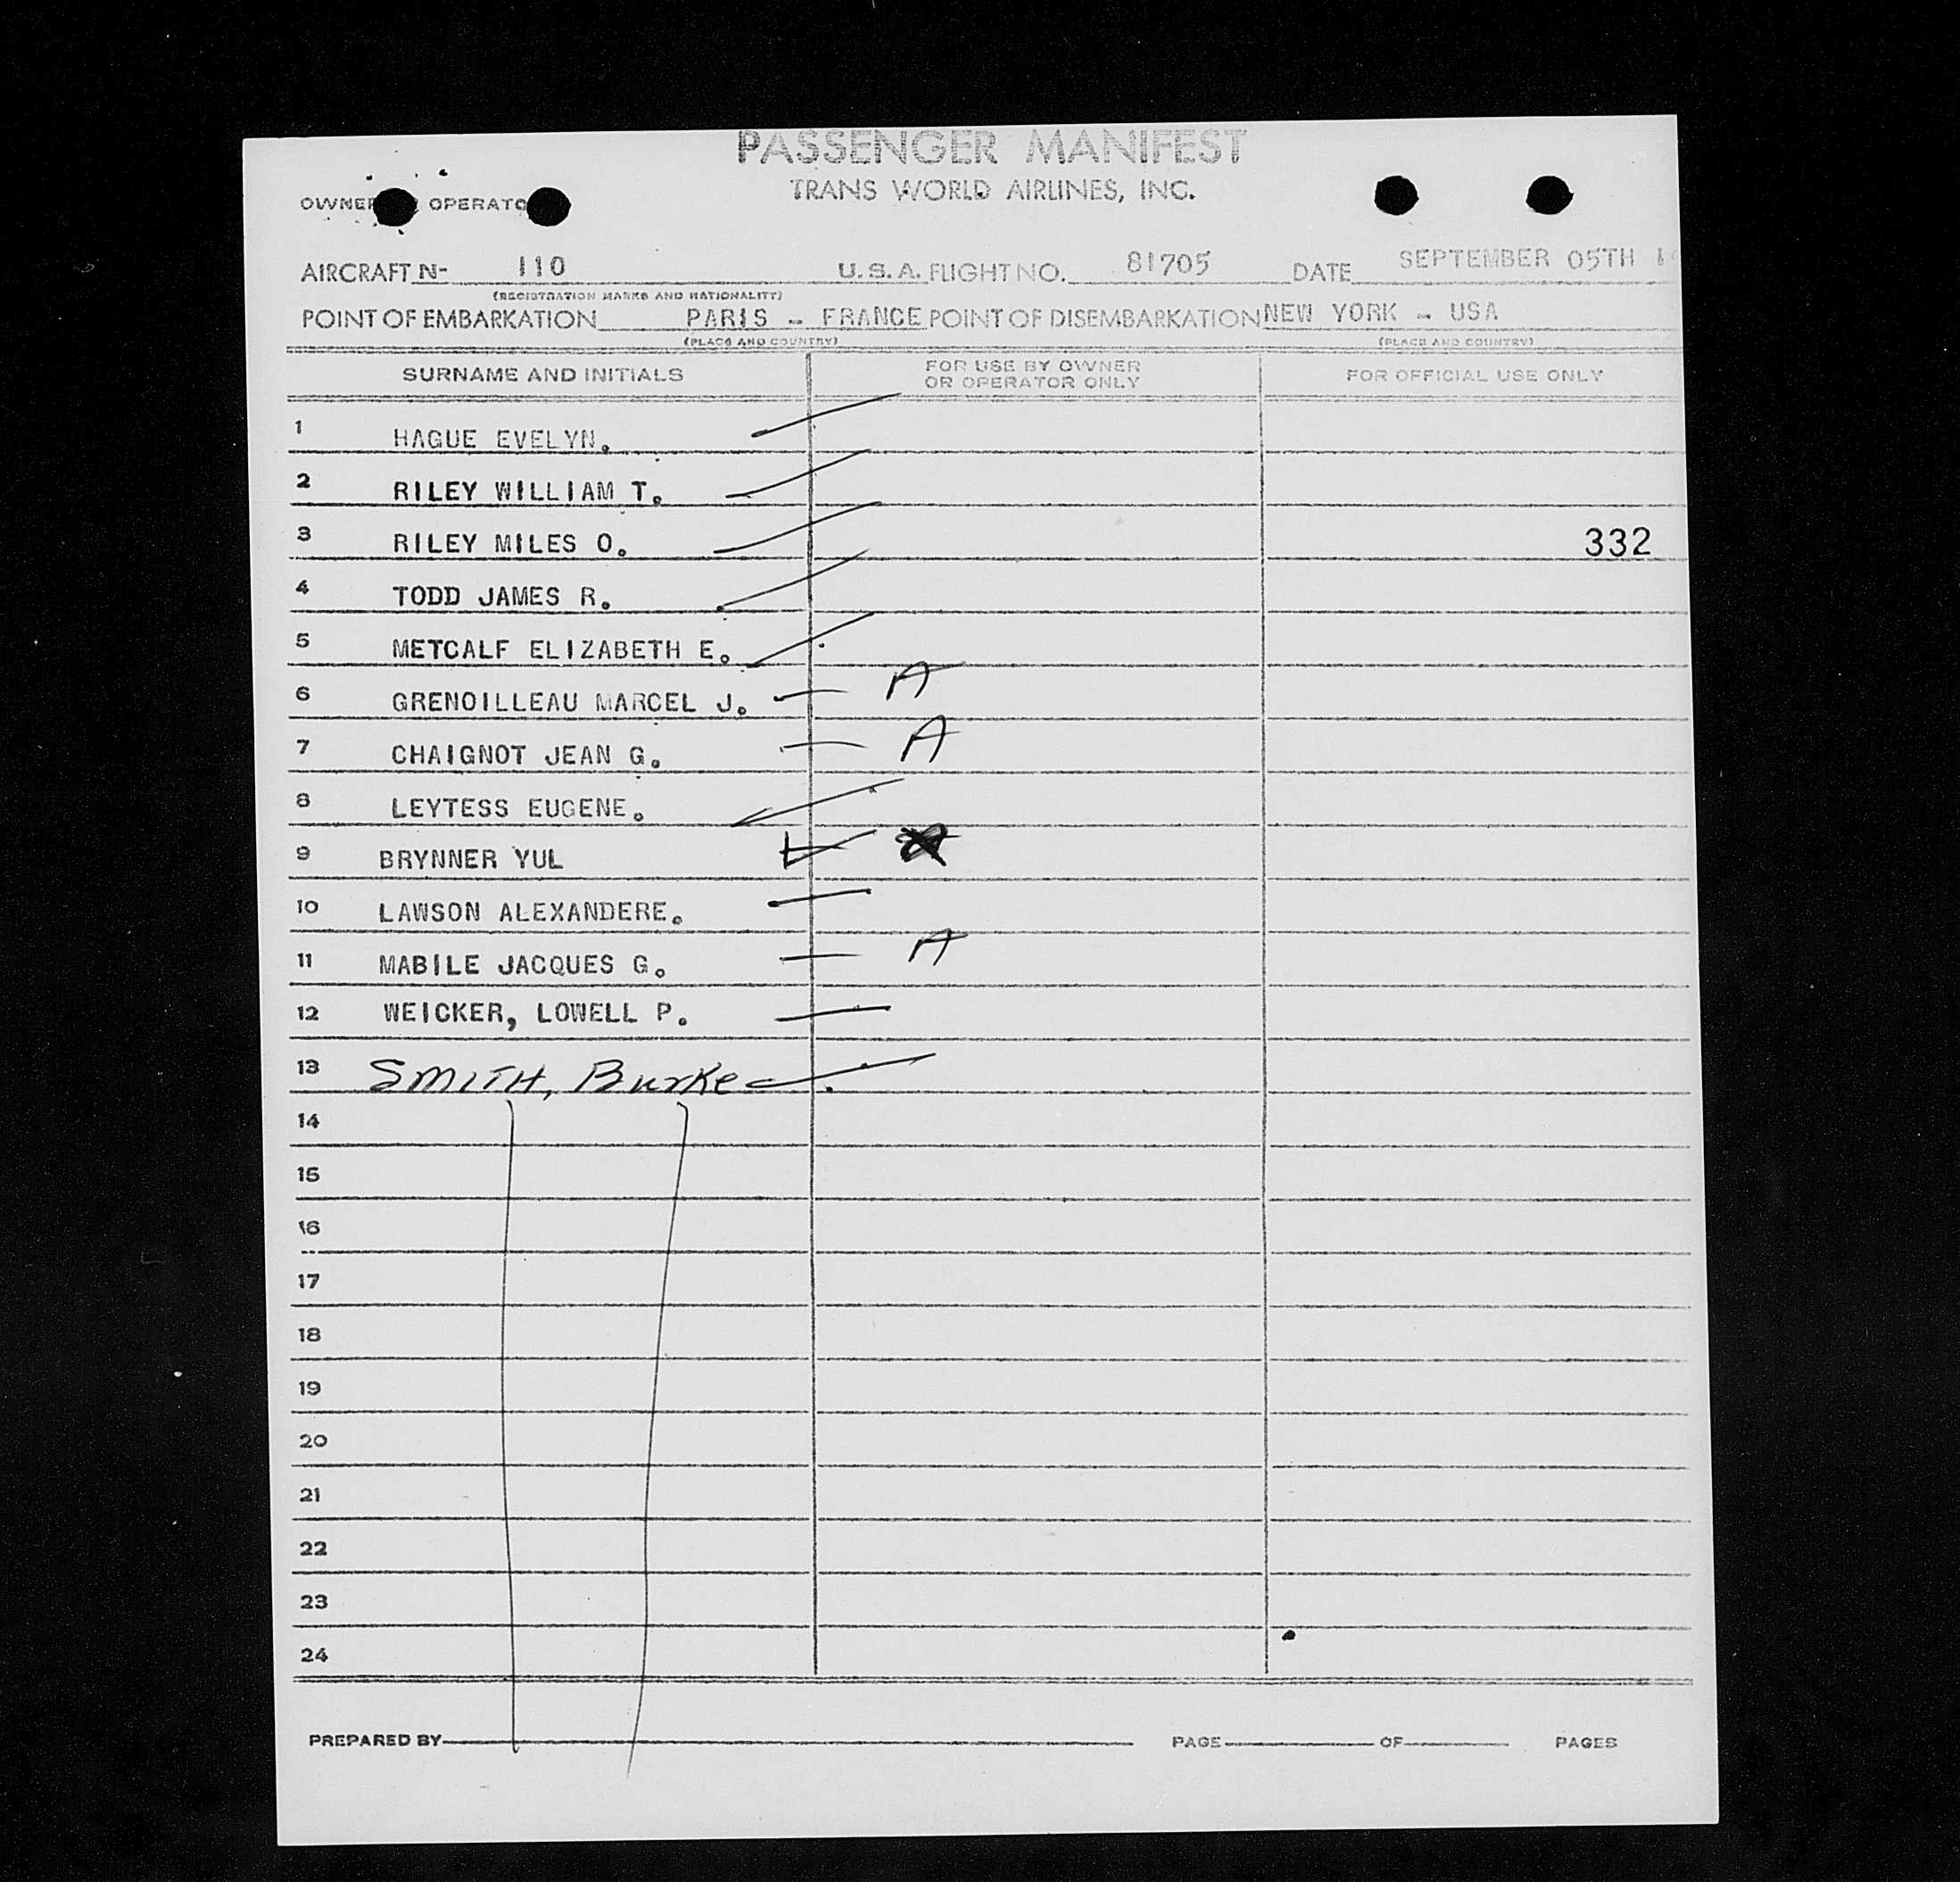 PASSENGER MANIFEST
TRANS WORLD AIRLINES, INC.
OWNER OPERATO
AIRCRAFT N- 110 U.S.A. FLIGHT NO. 81705 DATE SEPTEMBER 05TH
(REGISTRATION MARKS AND NATIONALITY)
POINT OF EMBARKATION PARIS - FRANCE POINT OF DISEMBARKATION NEW YORK - USA
(PLACE AND COUNTRY) (PLACE AND COUNTRY)
SURNAME AND INITIALS FOR USE BY OWNER OR OPERATOR ONLY FOR OFFICIAL USE ONLY
1 HAGUE EVELYN.
2 RILEY WILLIAM T.
3 RILEY MILES O. 332
4 TODD JAMES R.
5 METCALF ELIZABETH E.
6 GRENOILLEAU MARCEL J. A
7 CHAIGNOT JEAN G. A
8 LEYTESS EUGENE.
9 BRYNNER YUL
10 LAWSON ALEXANDERE.
11 MABILE JACQUES G. A
12 WEICKER, LOWELL P.
13 SMITH, Burke
14
15
16
17
18
19
20
21
22
23
24
PREPARED BY PAGE OF PAGES